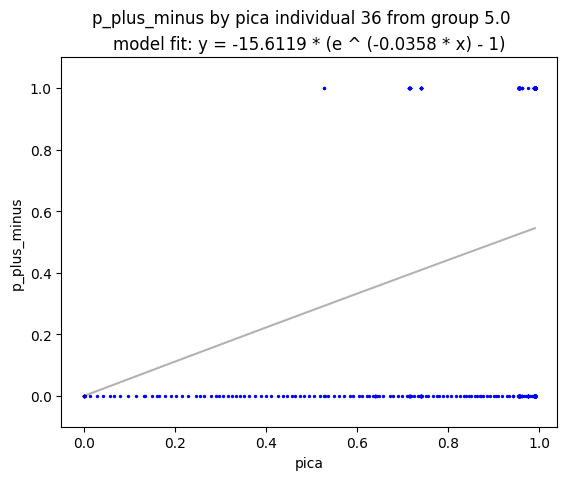 p_plus_minus by pica individual 36 from group 5.0
model fit: y = -15.6119 * (e ^ (-0.0358 * x) - 1)
1.0
0.8
0.6
0.4
0.2
0.0
p_plus_minus
0.0 0.2 0.4 0.6 0.8 1.0
pica